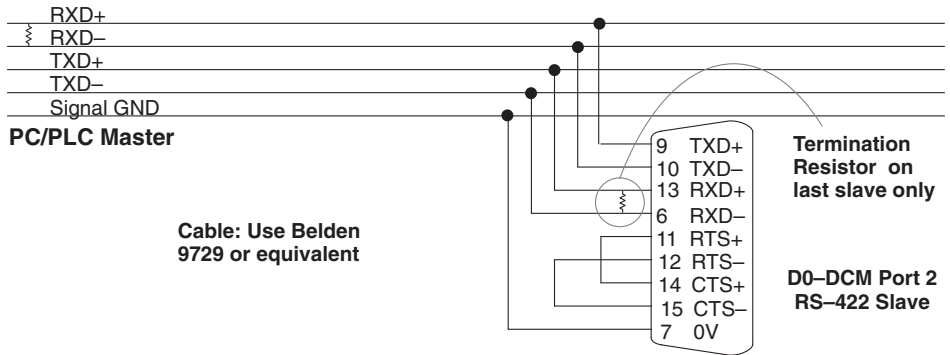 RXD+
RXD–
TXD+
TXD–
Signal GND
PC/PLC Master
Cable: Use Belden
9729 or equivalent
9 TXD+
10 TXD–
13 RXD+
6 RXD–
11 RTS+
12 RTS–
14 CTS+
15 CTS–
7 0V
Termination
Resistor on
last slave only
D0–DCM Port 2
RS–422 Slave